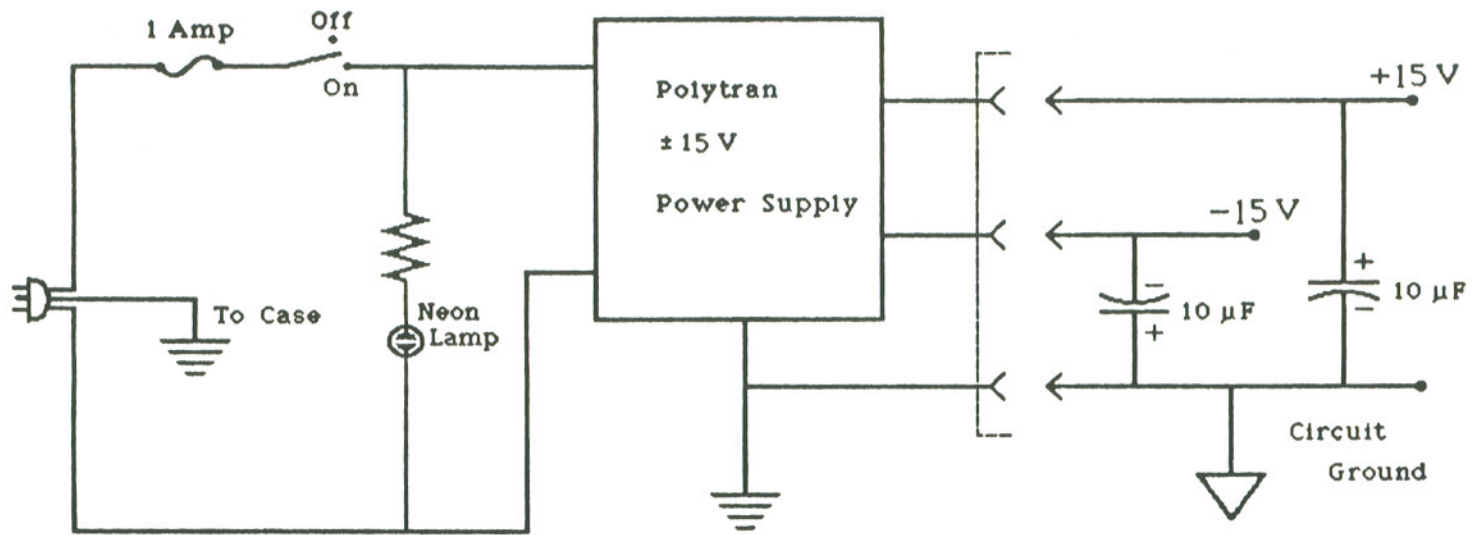 1 Amp
Off
On
Polytran
± 15 V
Power Supply
To Case
Neon
Lamp
+15 V
−15 V
−
+
10 µF
+
−
10 µF
Circuit
Ground